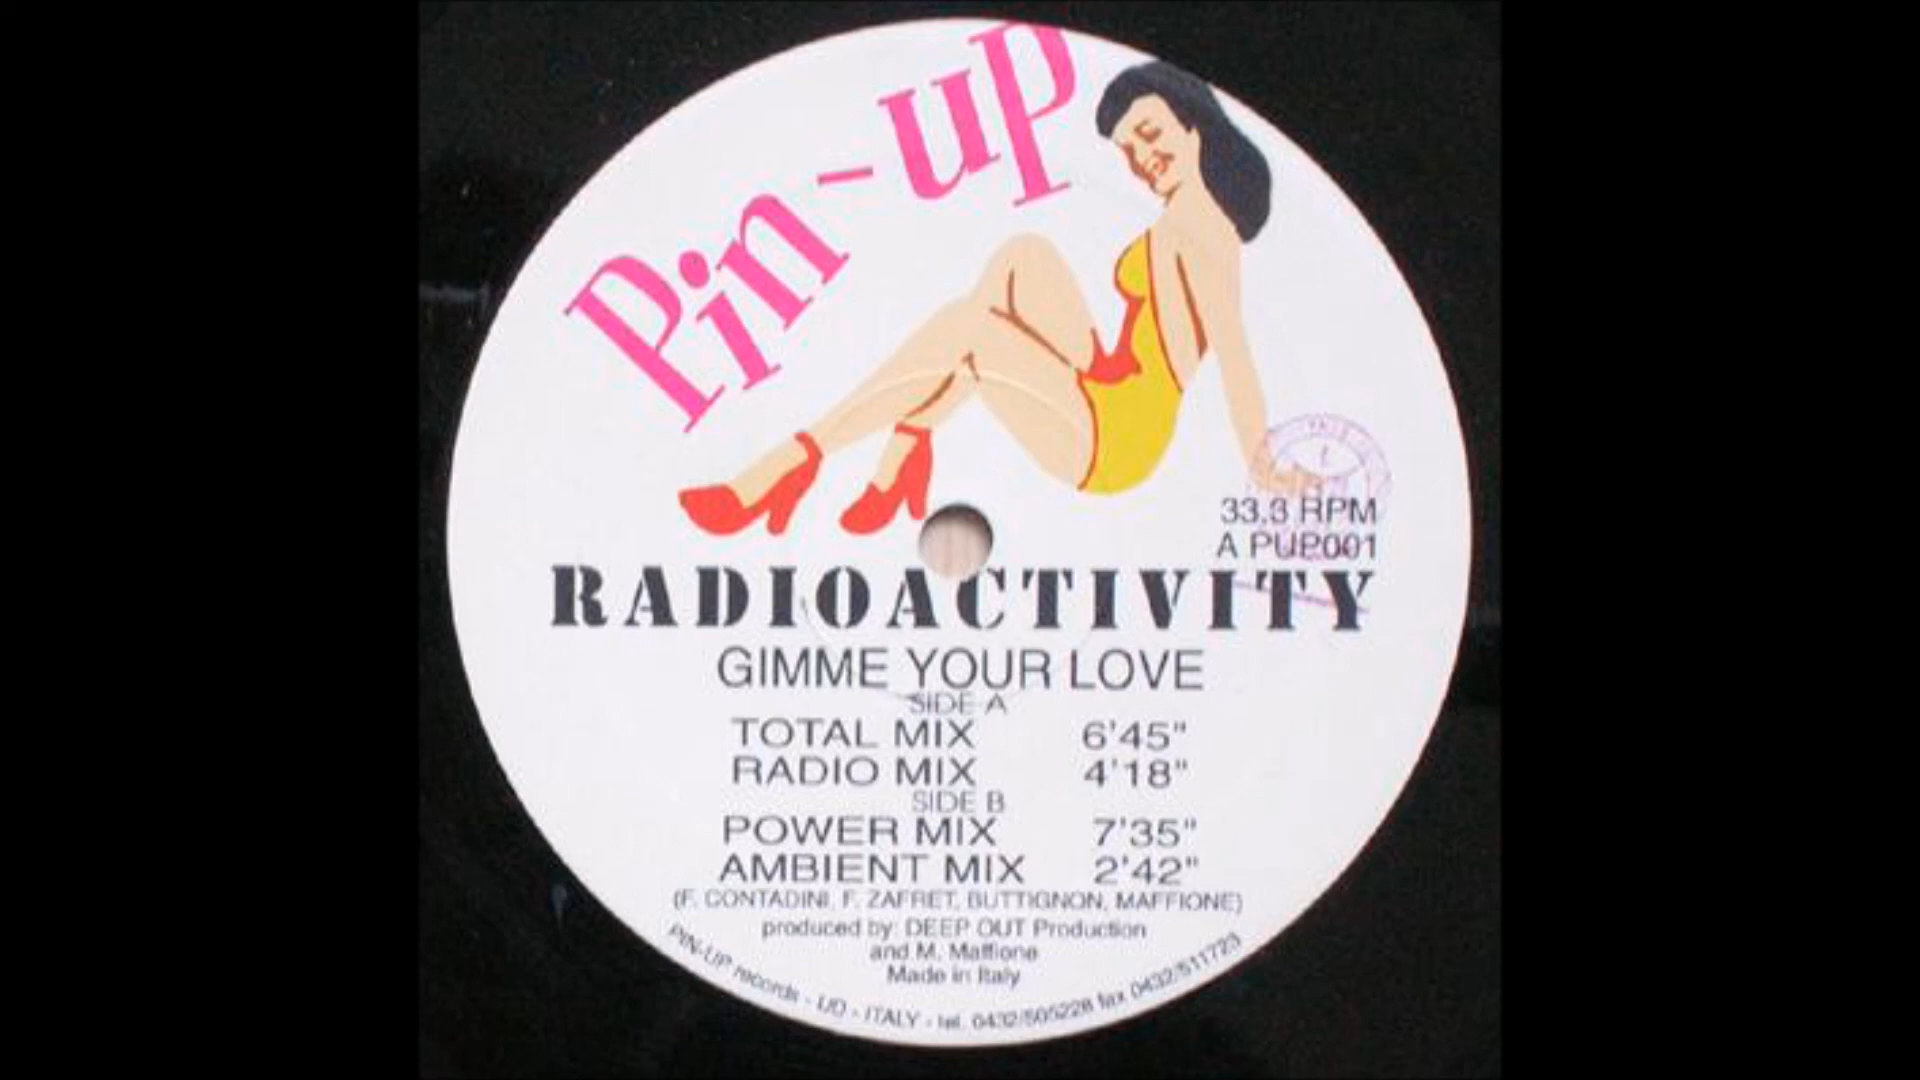 Pin-up
33.3 RPM
A PUP001
RADIOACTIVITY
GIMME YOUR LOVE
SIDE A
TOTAL MIX 6'45"
RADIO MIX 4'18"
SIDE B
POWER MIX 7'35"
AMBIENT MIX 2'42"
(F. CONTADINI, F. ZAFRET, BUTTIGNON, MAFFIONE)
produced by: DEEP OUT Production
and M. Maffione
Made in Italy
PIN-UP records - UD - ITALY - tel. 0432/505228 fax 0432/511723